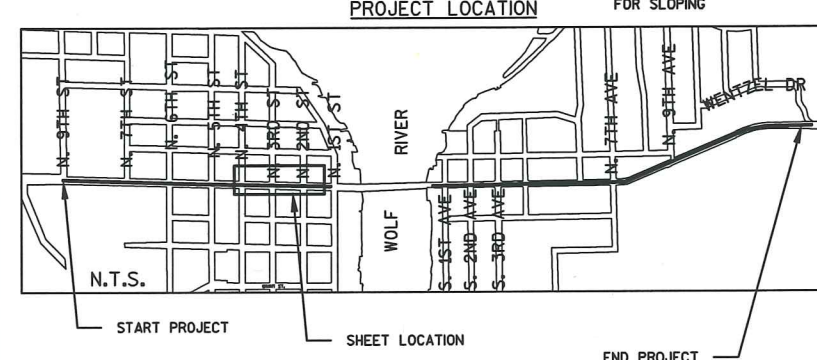 PROJECT LOCATION
FOR SLOPING
N. 9TH ST
N. 7TH ST
N. 6TH ST
N. 5TH ST
N. 4TH ST
N. 3RD ST
N. 2ND ST
N. 1ST ST
RIVER
WOLF
N. 7TH AVE
N. 9TH AVE
WENTZEL DR
S. 1ST AVE
S. 2ND AVE
S. 3RD AVE
N.T.S.
START PROJECT
SHEET LOCATION
END PROJECT